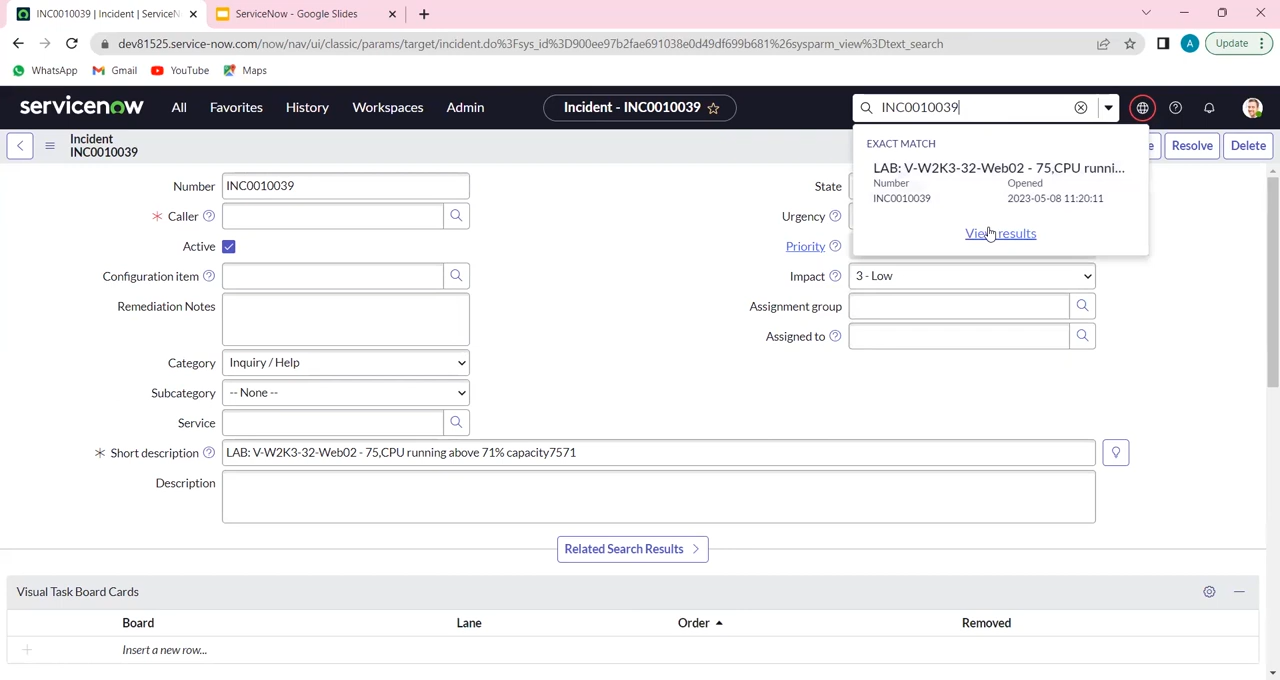 INC0010039 | Incident | ServiceN
ServiceNow - Google Slides
dev81525.service-now.com/now/nav/ui/classic/params/target/incident.do%3Fsys_id%3D900ee97b2fae691038e0d49df699b681%26sysparm_view%3Dtext_search
A
Update
WhatsApp
Gmail
YouTube
Maps
servicenow
All
Favorites
History
Workspaces
Admin
Incident - INC0010039
INC0010039
Incident
INC0010039
Resolve
Delete
EXACT MATCH
LAB: V-W2K3-32-Web02 - 75,CPU runni...
Number
Opened
INC0010039
2023-05-08 11:20:11
View results
Number
INC0010039
Caller
Active
Configuration item
Remediation Notes
Category
Inquiry / Help
Subcategory
-- None --
Service
Short description
LAB: V-W2K3-32-Web02 - 75,CPU running above 71% capacity7571
Description
State
Urgency
Priority
Impact
3 - Low
Assignment group
Assigned to
Related Search Results
Visual Task Board Cards
Board
Lane
Order
Removed
Insert a new row...